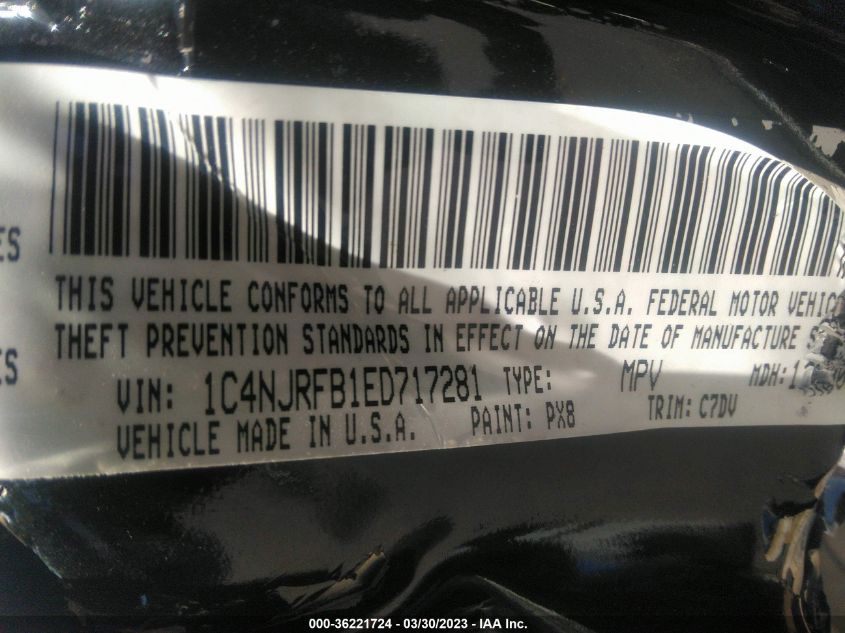 ES
THIS VEHICLE CONFORMS TO ALL APPLICABLE U.S.A. FEDERAL MOTOR VEHIC
THEFT PREVENTION STANDARDS IN EFFECT ON THE DATE OF MANUFACTURE S
ES
VIN: 1C4NJRFB1ED717281 TYPE: MPV MDH:
VEHICLE MADE IN U.S.A. PAINT: PX8 TRIM: C7DV
000-36221724 — 03/30/2023 — IAA Inc.